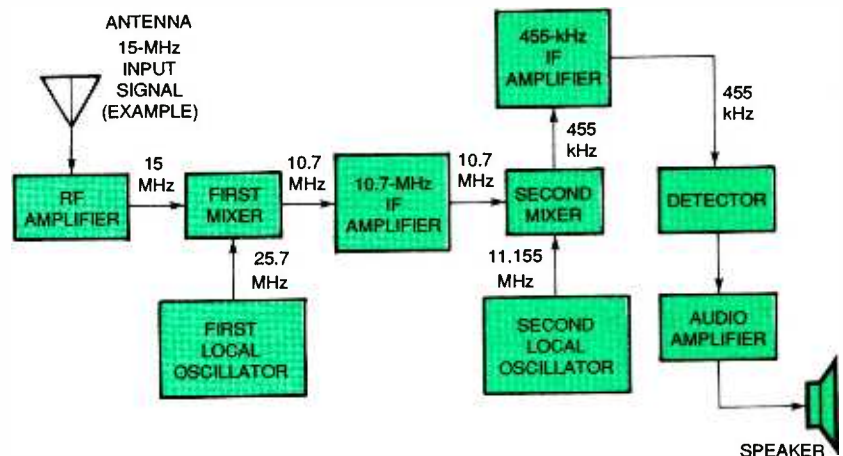 ANTENNA
15-MHz
INPUT
SIGNAL
(EXAMPLE)
RF
AMPLIFIER
15
MHz
FIRST
MIXER
25.7
MHz
FIRST
LOCAL
OSCILLATOR
10.7
MHz
10.7-MHz
IF
AMPLIFIER
10.7
MHz
SECOND
MIXER
11.155
MHz
SECOND
LOCAL
OSCILLATOR
455
kHz
455-kHz
IF
AMPLIFIER
455
kHz
DETECTOR
AUDIO
AMPLIFIER
SPEAKER